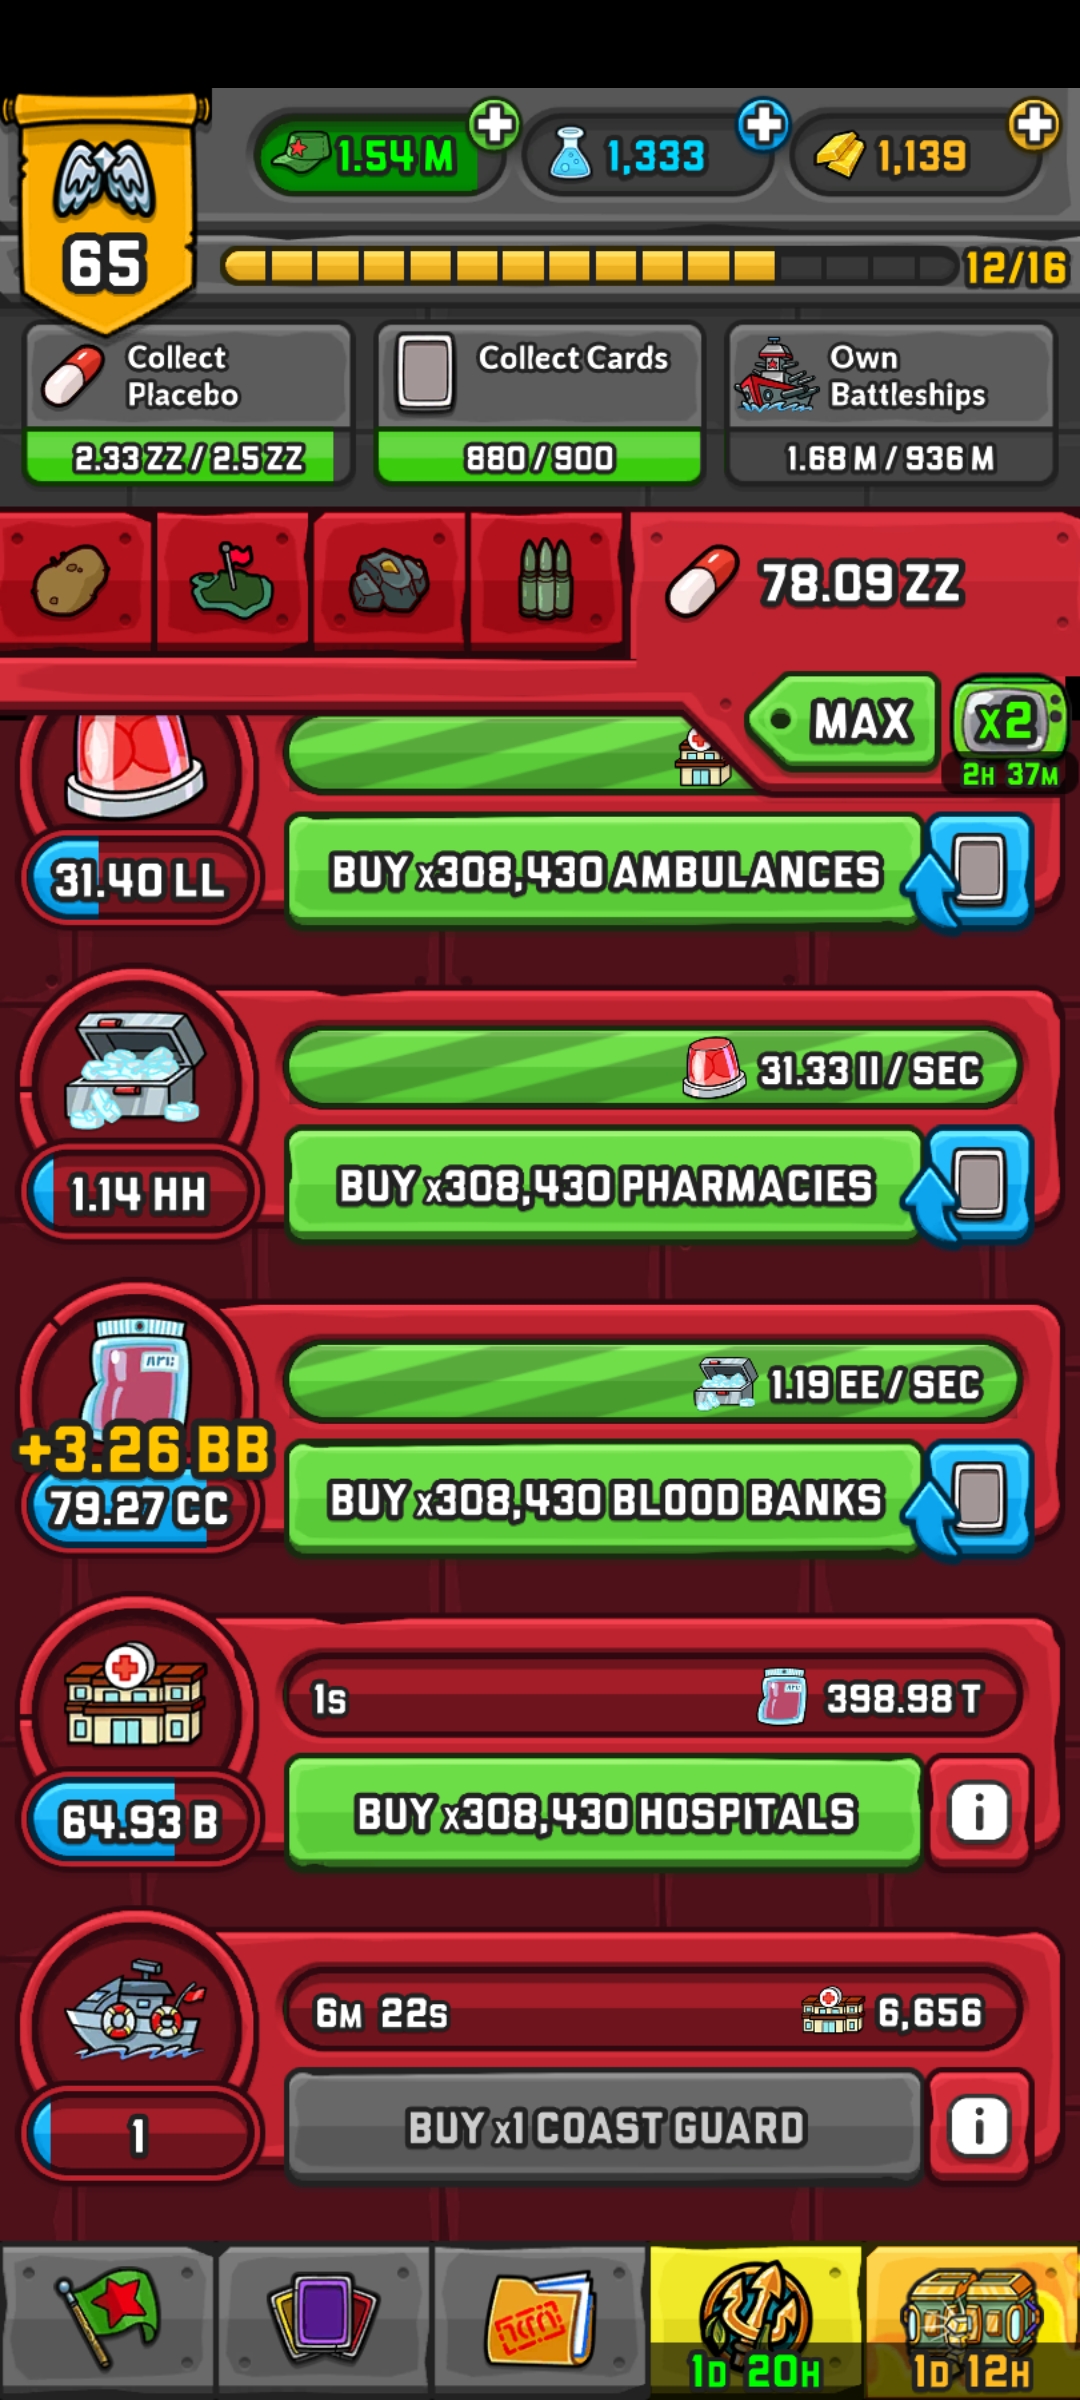 65
1.54 M
1,333
1,139
12/16
Collect
Placebo
2.33 ZZ / 2.5 ZZ
Collect Cards
880 / 900
Own
Battleships
1.68 M / 936 M
78.09 ZZ
MAX
x2
2H 37M
31.40 LL
BUY x308,430 AMBULANCES
31.33 II / SEC
1.14 HH
BUY x308,430 PHARMACIES
1.19 EE / SEC
+3.26 BB
79.27 CC
BUY x308,430 BLOOD BANKS
1s
398.98 T
64.93 B
BUY x308,430 HOSPITALS
6M 22s
6,656
1
BUY x1 COAST GUARD
1D 20H
1D 12H